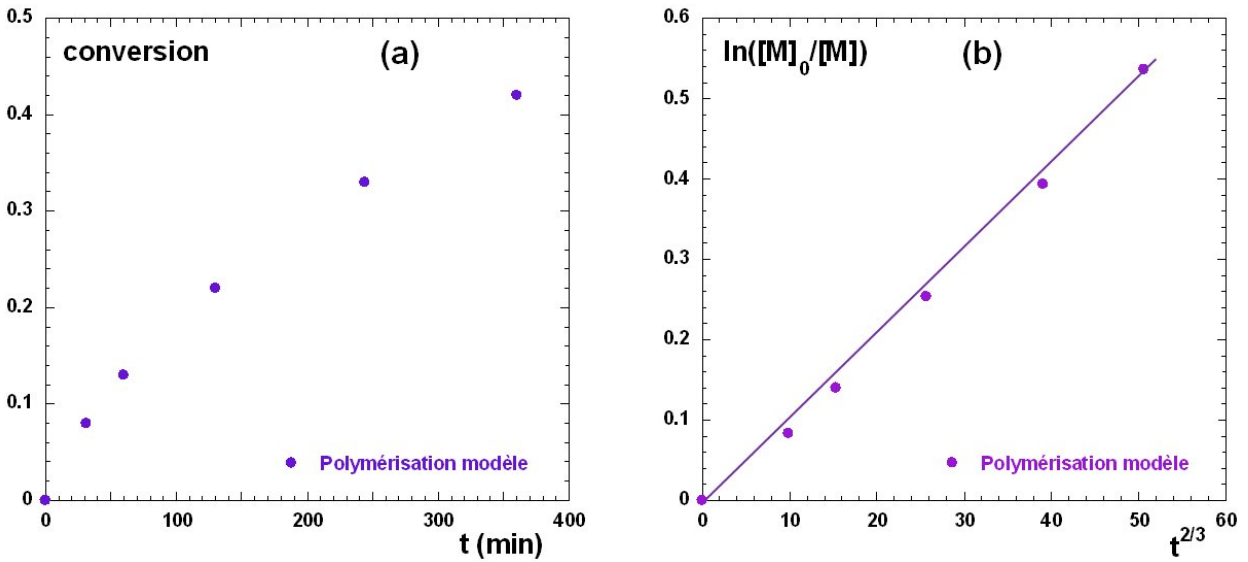 conversion
(a)
0.5
0.4
0.3
0.2
0.1
0
Polymérisation modèle
0 100 200 300 400
t (min)
ln([M]0/[M])
(b)
0.6
0.5
0.4
0.3
0.2
0.1
0
Polymérisation modèle
0 10 20 30 40 50 60
t2/3